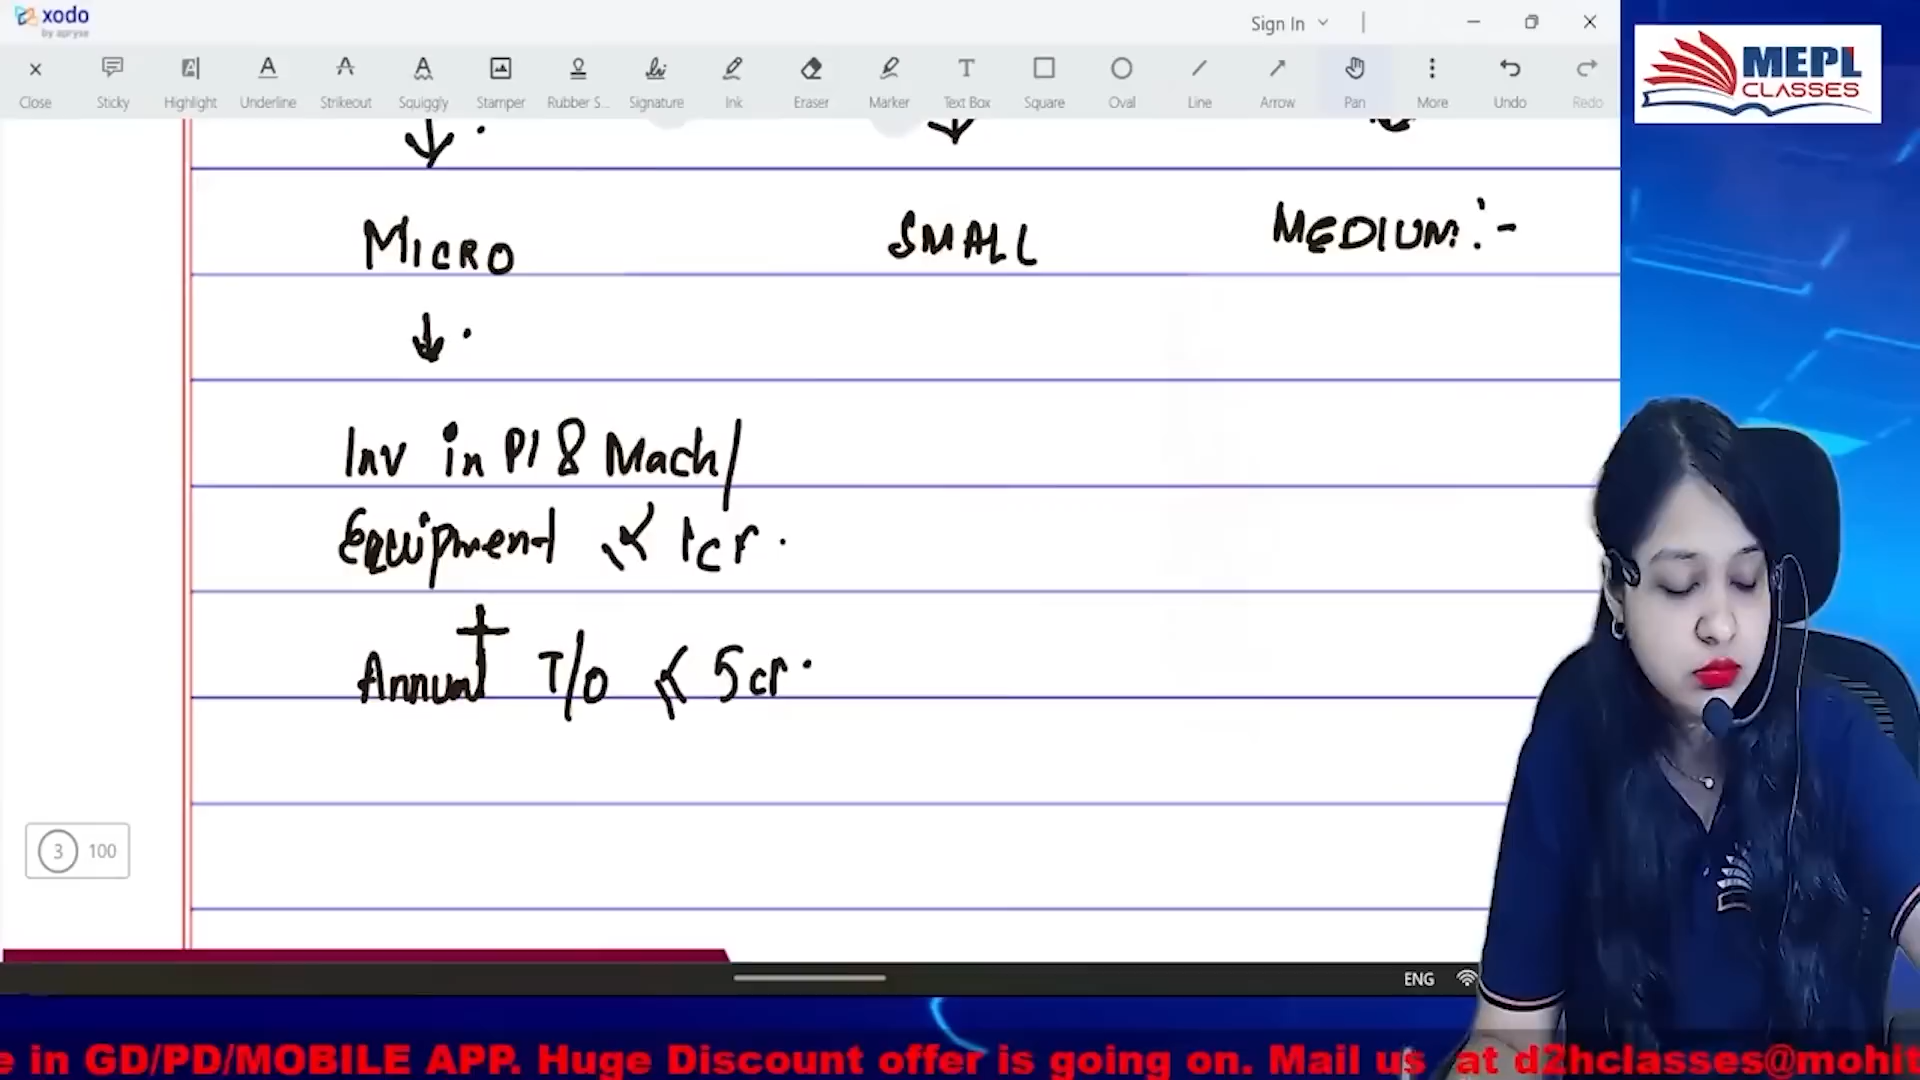 xodo
by apryse
Sign In
Close Sticky Highlight Underline Strikeout Squiggly Stamper Rubber S... Signature Ink Eraser Marker Text Box Square Oval Line Arrow Pan More Undo Redo
MEPL
CLASSES
MICRO SMALL MEDIUM:-
Inv in Pl & Mach/
Equipment ≮ 1cr.
+
Annual T/O ≮ 5cr.
3 100
ENG
e in GD/PD/MOBILE APP. Huge Discount offer is going on. Mail us at d2hclasses@mohit